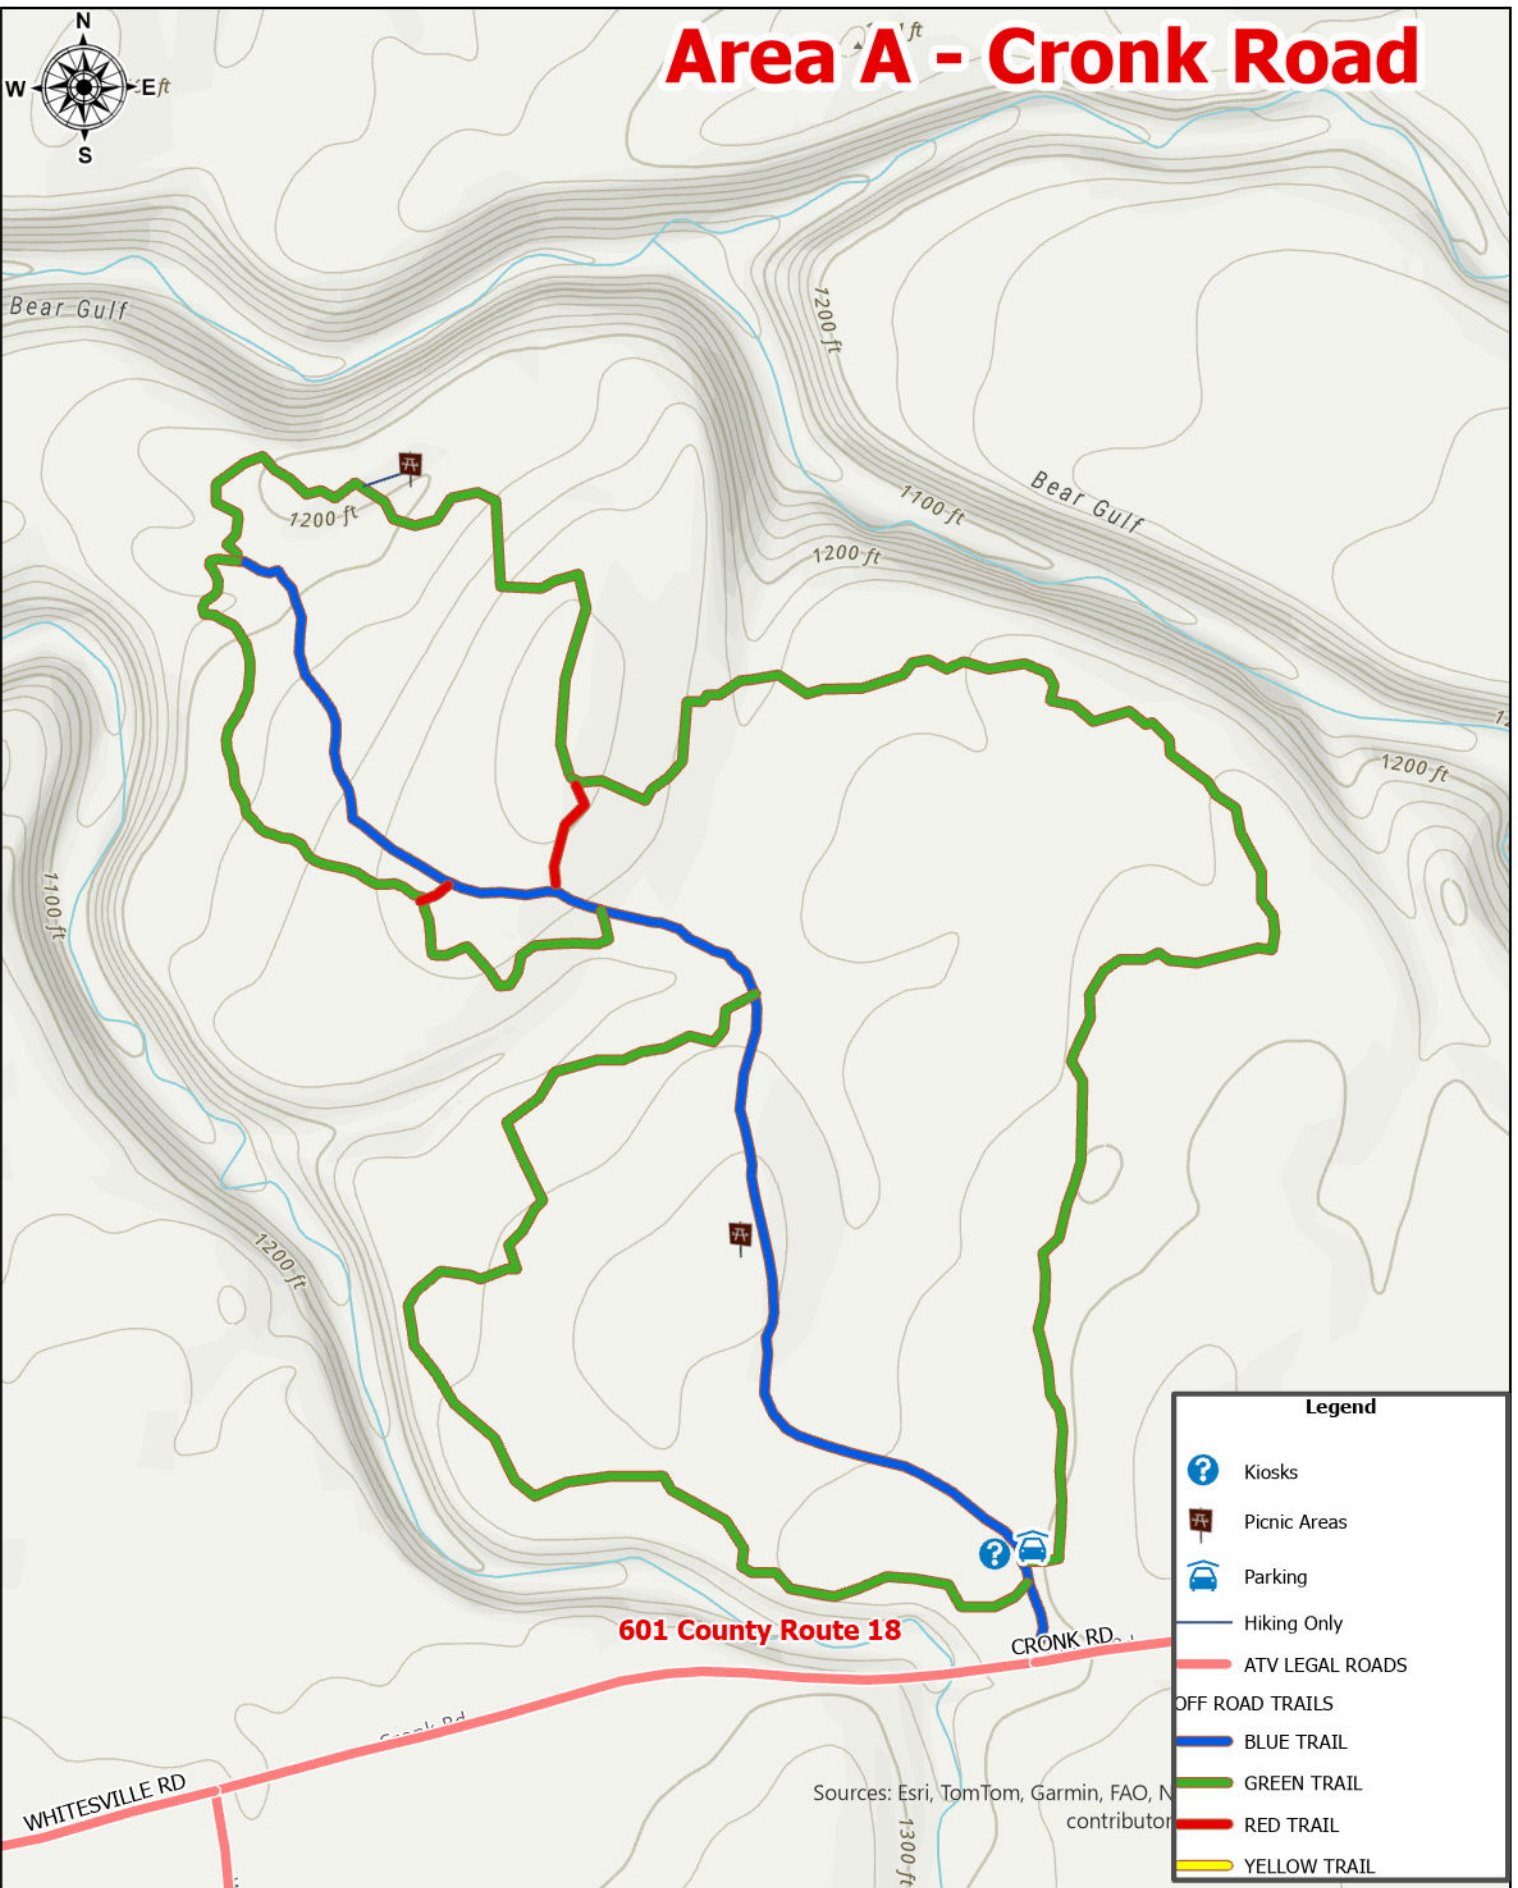 Area A - Cronk Road
N
W
E
S
ft
ft
Bear Gulf
1200 ft
1200 ft
Bear Gulf
1100 ft
1200 ft
1200 ft
1100 ft
1200 ft
601 County Route 18
CRONK RD
WHITESVILLE RD
Sources: Esri, TomTom, Garmin, FAO, N
contributor
1300 ft
Legend
Kiosks
Picnic Areas
Parking
Hiking Only
ATV LEGAL ROADS
OFF ROAD TRAILS
BLUE TRAIL
GREEN TRAIL
RED TRAIL
YELLOW TRAIL